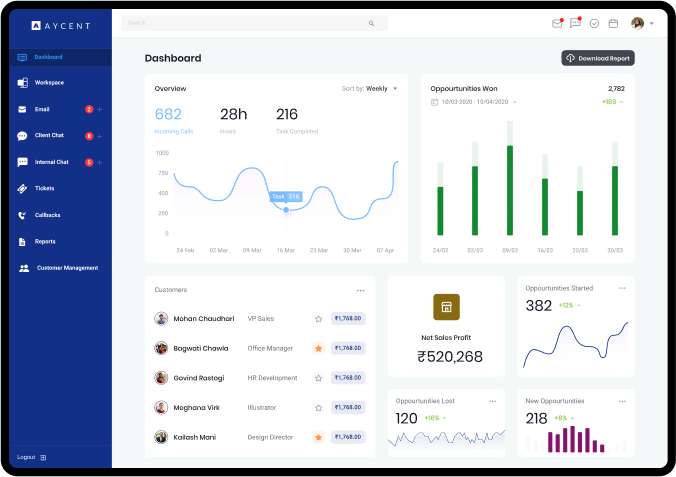 AYCENT
Search
Dashboard
Workspace
Email 2 +
Client Chat 8 +
Internal Chat 5 +
Tickets
Callbacks
Reports
Customer Management
Logout
Dashboard
Download Report
Overview
Sort by: Weekly
682 28h 216
Incoming Calls Hours Task Completed
1000
750
400
200
0
Task 216
24 Feb 02 Mar 09 Mar 16 Mar 23 Mar 30 Mar 07 Apr
Oppourtunities Won 2,782
10/03-2020 - 10/04/2020 +189
24/02 02/03 09/03 16/03 23/03 30/03
Customers
Mohan Chaudhari VP Sales ₹1,768.00
Bagwati Chawla Office Manager ₹1,768.00
Govind Rastogi HR Development ₹1,768.00
Meghana Virk Illustrator ₹1,768.00
Kailash Mani Design Director ₹1,768.00
Net Sales Profit
₹520,268
Oppourtunities Started
382 +12%
Oppourtunities Lost
120 +16%
New Oppourtunities
218 +8%